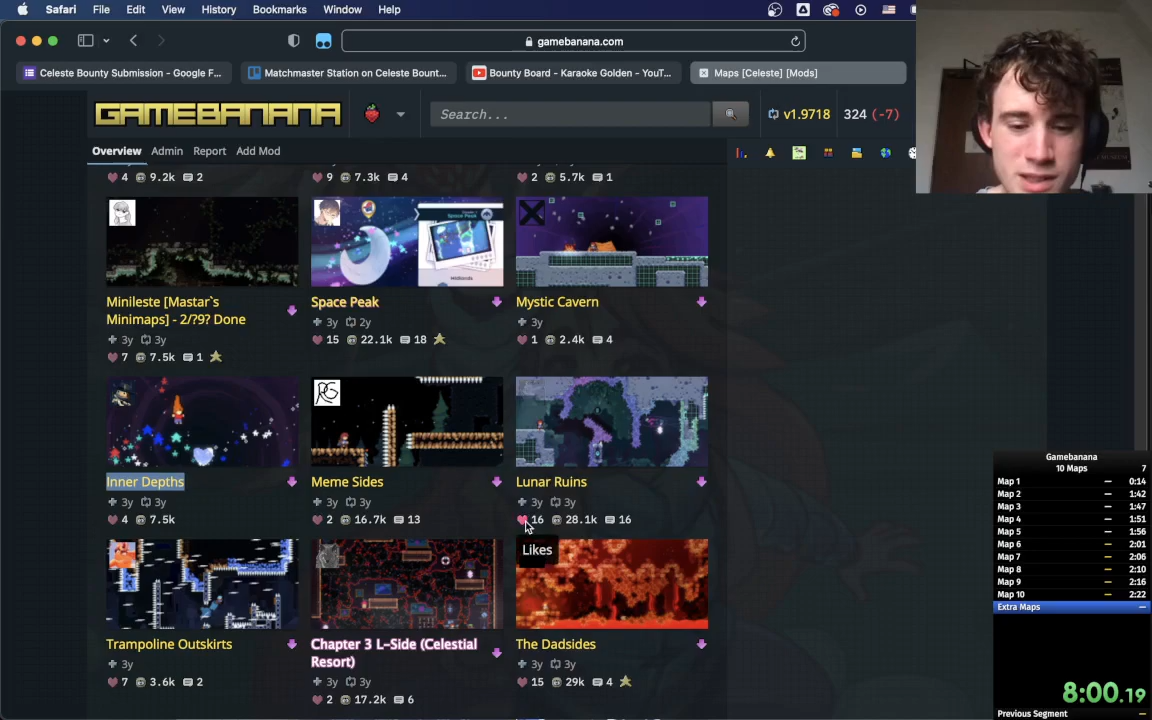 Safari File Edit View History Bookmarks Window Help
gamebanana.com
Celeste Bounty Submission - Google F...
Matchmaster Station on Celeste Bount...
Bounty Board - Karaoke Golden - YouT...
Maps [Celeste] [Mods]
GAMEBANANA
Search...
v1.9718
324 (-7)
Overview Admin Report Add Mod
4 9.2k 2
9 7.3k 4
2 5.7k 1
Space Peak
Midlands
Minileste [Mastar`s
Minimaps] - 2/?9? Done
3y 3y
7 7.5k 1
Space Peak
3y 2y
15 22.1k 18
Mystic Cavern
3y
1 2.4k 4
Inner Depths
3y 3y
4 7.5k
Meme Sides
3y 3y
2 16.7k 13
Lunar Ruins
3y 3y
16 28.1k 16
Likes
Trampoline Outskirts
3y
7 3.6k 2
Chapter 3 L-Side (Celestial
Resort)
3y 3y
2 17.2k 6
The Dadsides
3y 3y
15 29k 4
Gamebanana
10 Maps 7
Map 1 — 0:14
Map 2 — 1:42
Map 3 — 1:47
Map 4 — 1:51
Map 5 — 1:56
Map 6 — 2:01
Map 7 — 2:06
Map 8 — 2:10
Map 9 — 2:16
Map 10 — 2:22
Extra Maps —
8:00.19
Previous Segment —